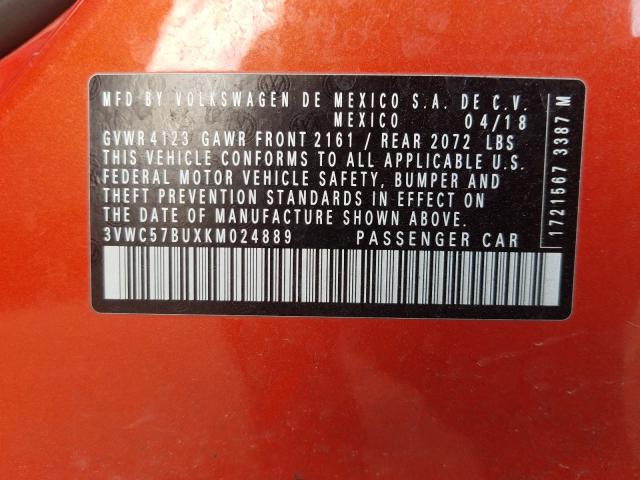 MFD BY VOLKSWAGEN DE MEXICO S.A. DE C.V.
MEXICO 04/18
GVWR 4123 GAWR FRONT 2161 / REAR 2072 LBS
THIS VEHICLE CONFORMS TO ALL APPLICABLE U.S.
FEDERAL MOTOR VEHICLE SAFETY, BUMPER AND
THEFT PREVENTION STANDARDS IN EFFECT ON
THE DATE OF MANUFACTURE SHOWN ABOVE.
3VWC57BUXKM024889 PASSENGER CAR
1721567 3387 M